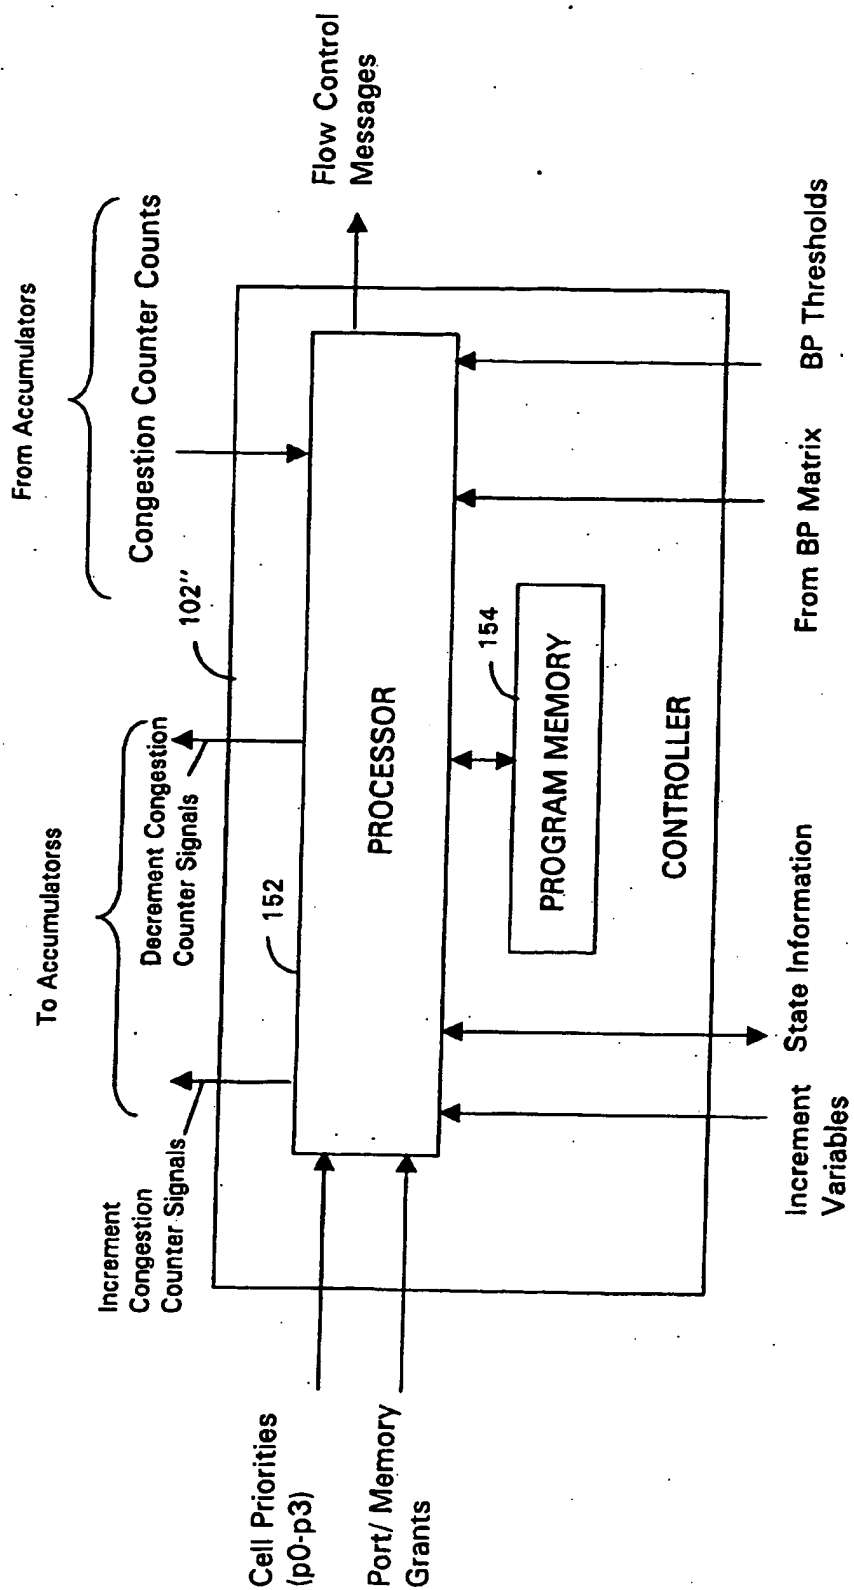 To Accumulatorss
From Accumulators
Increment
Congestion
Counter Signals
Decrement Congestion
Counter Signals
Congestion Counter Counts
152
102''
Cell Priorities
(p0-p3)
Port/ Memory
Grants
PROCESSOR
Flow Control
Messages
154
PROGRAM MEMORY
CONTROLLER
Increment
Variables
State Information
From BP Matrix
BP Thresholds